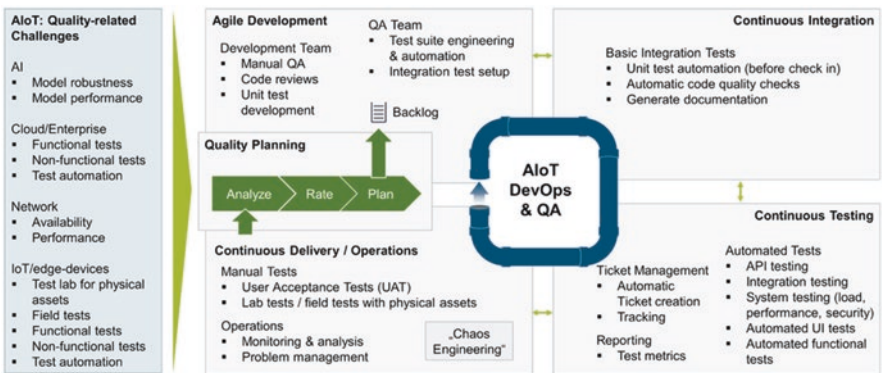 AIoT: Quality-related
Challenges
AI
▪ Model robustness
▪ Model performance
Cloud/Enterprise
▪ Functional tests
▪ Non-functional tests
▪ Test automation
Network
▪ Availability
▪ Performance
IoT/edge-devices
▪ Test lab for physical
assets
▪ Field tests
▪ Functional tests
▪ Non-functional tests
▪ Test automation
Agile Development
Development Team
▪ Manual QA
▪ Code reviews
▪ Unit test
development
QA Team
▪ Test suite engineering
& automation
▪ Integration test setup
Backlog
Quality Planning
Analyze
Rate
Plan
Continuous Delivery / Operations
Manual Tests
▪ User Acceptance Tests (UAT)
▪ Lab tests / field tests with physical assets
Operations
▪ Monitoring & analysis
▪ Problem management
„Chaos
Engineering“
AIoT
DevOps
& QA
Continuous Integration
Basic Integration Tests
▪ Unit test automation (before check in)
▪ Automatic code quality checks
▪ Generate documentation
Continuous Testing
Ticket Management
▪ Automatic
Ticket creation
▪ Tracking
Reporting
▪ Test metrics
Automated Tests
▪ API testing
▪ Integration testing
▪ System testing (load,
performance, security)
▪ Automated UI tests
▪ Automated functional
tests